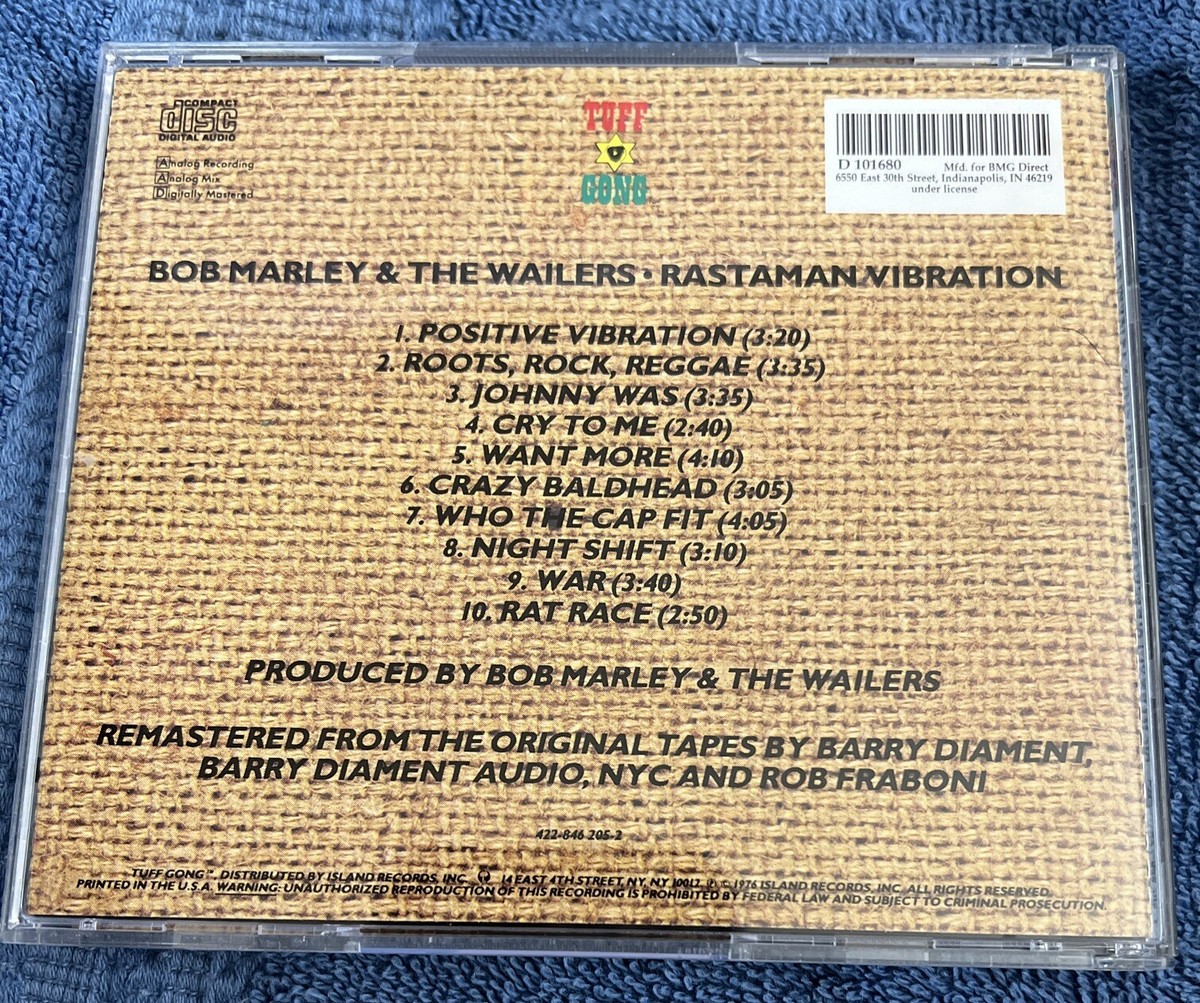 COMPACT
disc
DIGITAL AUDIO
Analog Recording
Analog Mix
Digitally Mastered
TUFF
GONG
D 101680 Mfd. for BMG Direct
6550 East 30th Street, Indianapolis, IN 46219
under license
BOB MARLEY & THE WAILERS • RASTAMAN VIBRATION
1. POSITIVE VIBRATION (3:20)
2. ROOTS, ROCK, REGGAE (3:35)
3. JOHNNY WAS (3:35)
4. CRY TO ME (2:40)
5. WANT MORE (4:10)
6. CRAZY BALDHEAD (3:05)
7. WHO THE CAP FIT (4:05)
8. NIGHT SHIFT (3:10)
9. WAR (3:40)
10. RAT RACE (2:50)
PRODUCED BY BOB MARLEY & THE WAILERS
REMASTERED FROM THE ORIGINAL TAPES BY BARRY DIAMENT,
BARRY DIAMENT AUDIO, NYC AND ROB FRABONI
422-846 205-2
TUFF GONG™, DISTRIBUTED BY ISLAND RECORDS, INC. 14 EAST 4TH STREET, NY, NY 10012. ℗ © 1976 ISLAND RECORDS, INC. ALL RIGHTS RESERVED.
PRINTED IN THE U.S.A. WARNING: UNAUTHORIZED REPRODUCTION OF THIS RECORDING IS PROHIBITED BY FEDERAL LAW AND SUBJECT TO CRIMINAL PROSECUTION.